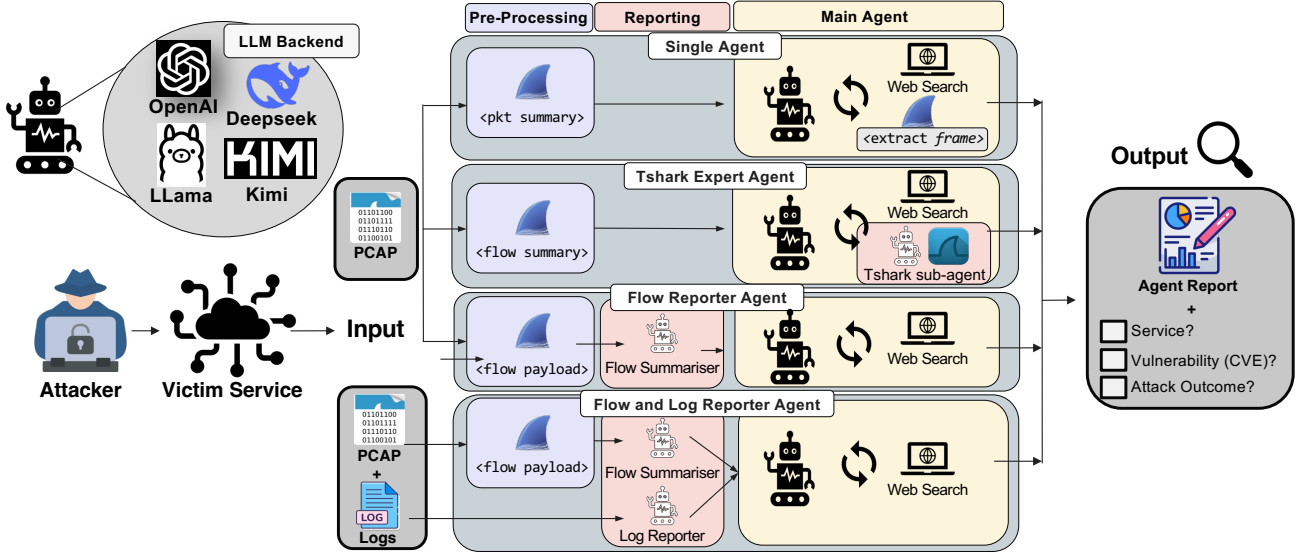 Pre-Processing
Reporting
Main Agent
LLM Backend
OpenAI
Deepseek
LLama
KIMI
Kimi
Single Agent
<pkt summary>
Web Search
<extract frame>
Tshark Expert Agent
<flow summary>
Web Search
Tshark sub-agent
01101100
01101111
01110110
01100101
PCAP
Attacker
Victim Service
Input
Flow Reporter Agent
<flow payload>
Flow Summariser
Web Search
Flow and Log Reporter Agent
01101100
01101111
01110110
01100101
PCAP
+
LOG
Logs
<flow payload>
Flow Summariser
Log Reporter
Web Search
Output
Agent Report
+
Service?
Vulnerability (CVE)?
Attack Outcome?